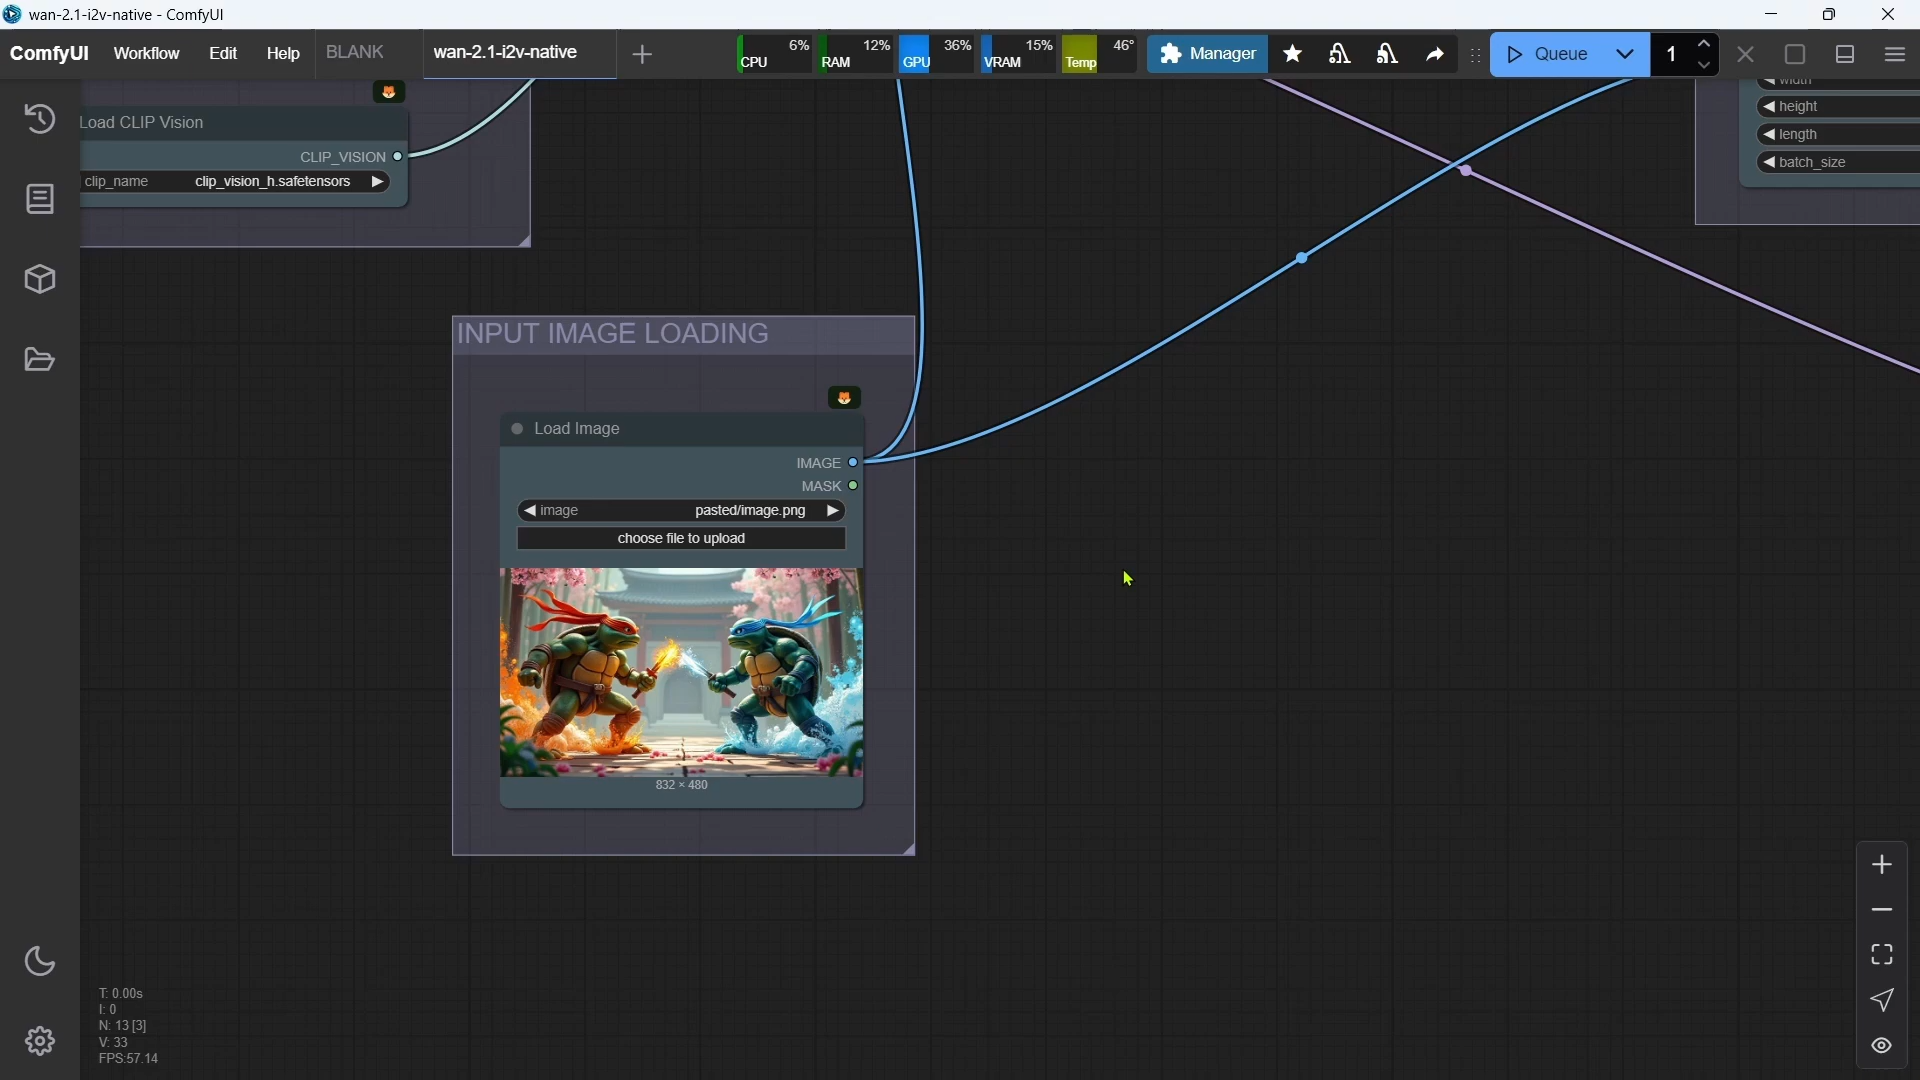 wan-2.1-i2v-native - ComfyUI
ComfyUI Workflow Edit Help BLANK wan-2.1-i2v-native
CPU 6% RAM 12% GPU 36% VRAM 15% Temp 46° Manager Queue 1
Load CLIP Vision
CLIP_VISION
clip_name clip_vision_h.safetensors
width
height
length
batch_size
INPUT IMAGE LOADING
Load Image
IMAGE
MASK
image pasted/image.png
choose file to upload
832 × 480
T: 0.00s
I: 0
N: 13 [3]
V: 33
FPS:57.14